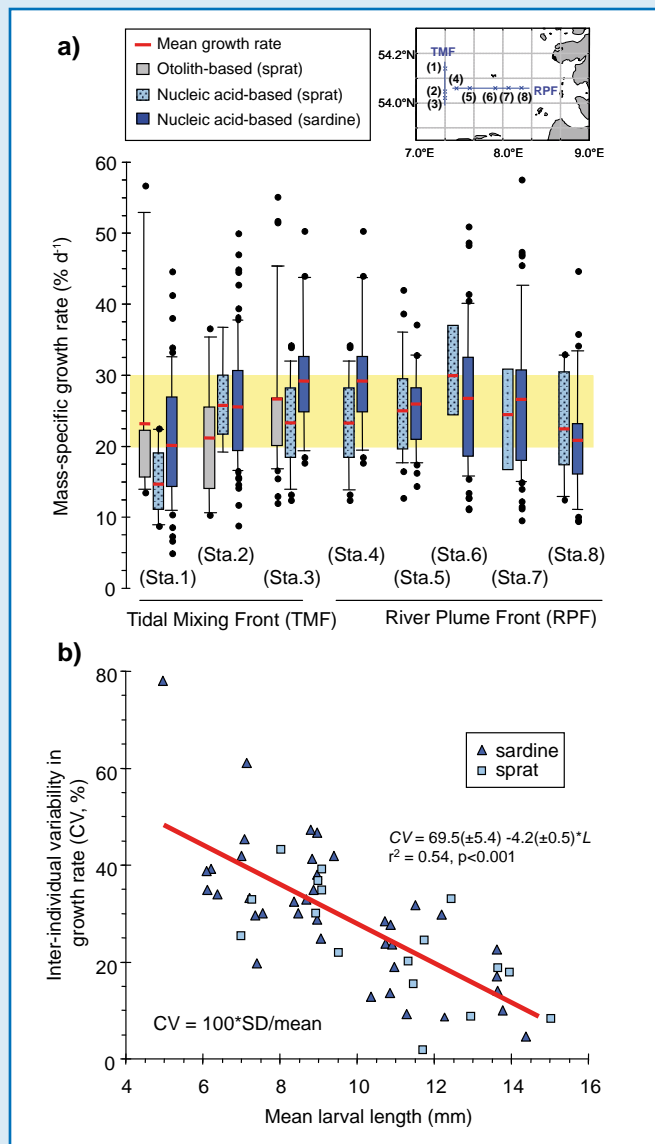 a)
Mean growth rate
Otolith-based (sprat)
Nucleic acid-based (sprat)
Nucleic acid-based (sardine)
54.2°N
54.0°N
TMF
(1)
(2)
(3)
(4)
(5) (6) (7) (8)
RPF
7.0°E 8.0°E 9.0°E
Mass-specific growth rate (% d-1)
60
50
40
30
20
10
0
(Sta.1)
(Sta.2)
(Sta.3)
(Sta.4)
(Sta.5)
(Sta.6)
(Sta.7)
(Sta.8)
Tidal Mixing Front (TMF)
River Plume Front (RPF)
b)
Inter-individual variability in
growth rate (CV, %)
80
60
40
20
0
sardine
sprat
CV = 69.5(±5.4) -4.2(±0.5)*L
r2 = 0.54, p<0.001
CV = 100*SD/mean
4 6 8 10 12 14 16
Mean larval length (mm)